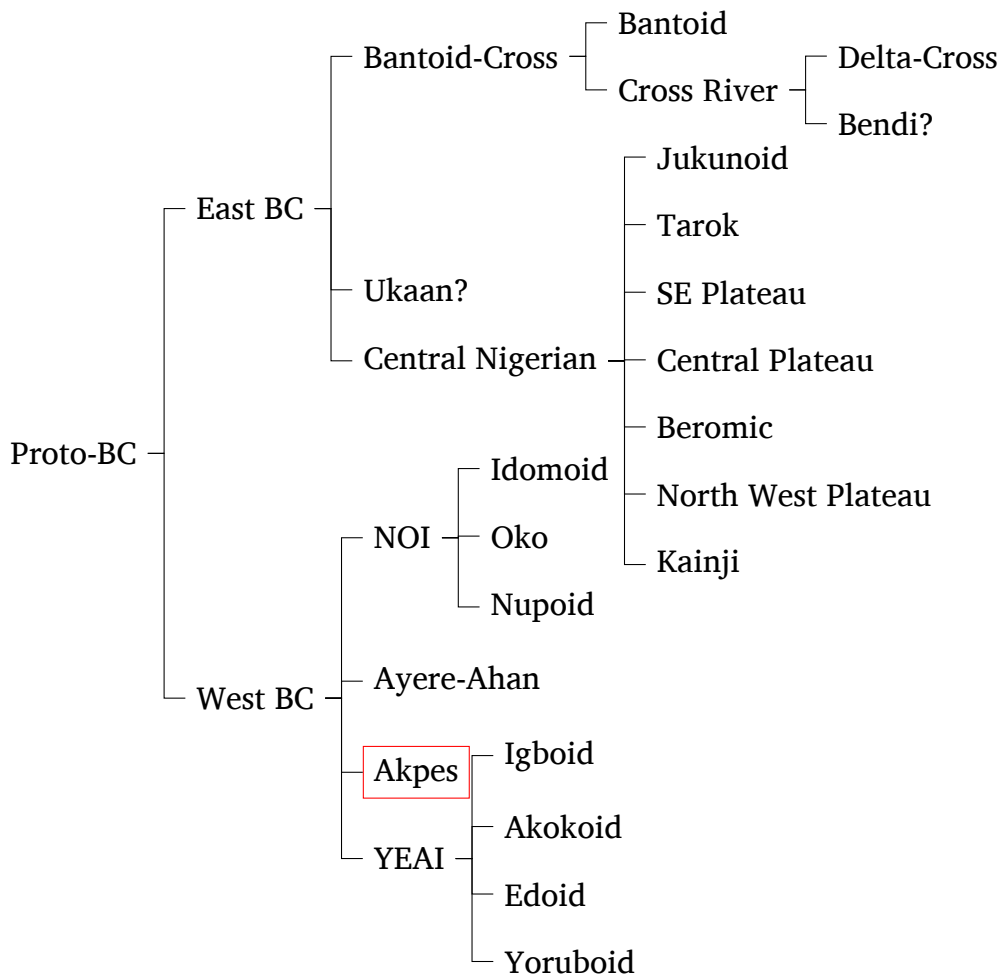 Bantoid
Bantoid-Cross
Delta-Cross
Cross River
Bendi?
Jukunoid
East BC
Tarok
Ukaan?
SE Plateau
Central Nigerian
Central Plateau
Beromic
Proto-BC
Idomoid
North West Plateau
NOI
Oko
Kainji
Nupoid
Ayere-Ahan
West BC
Igboid
Akpes
Akokoid
YEAI
Edoid
Yoruboid